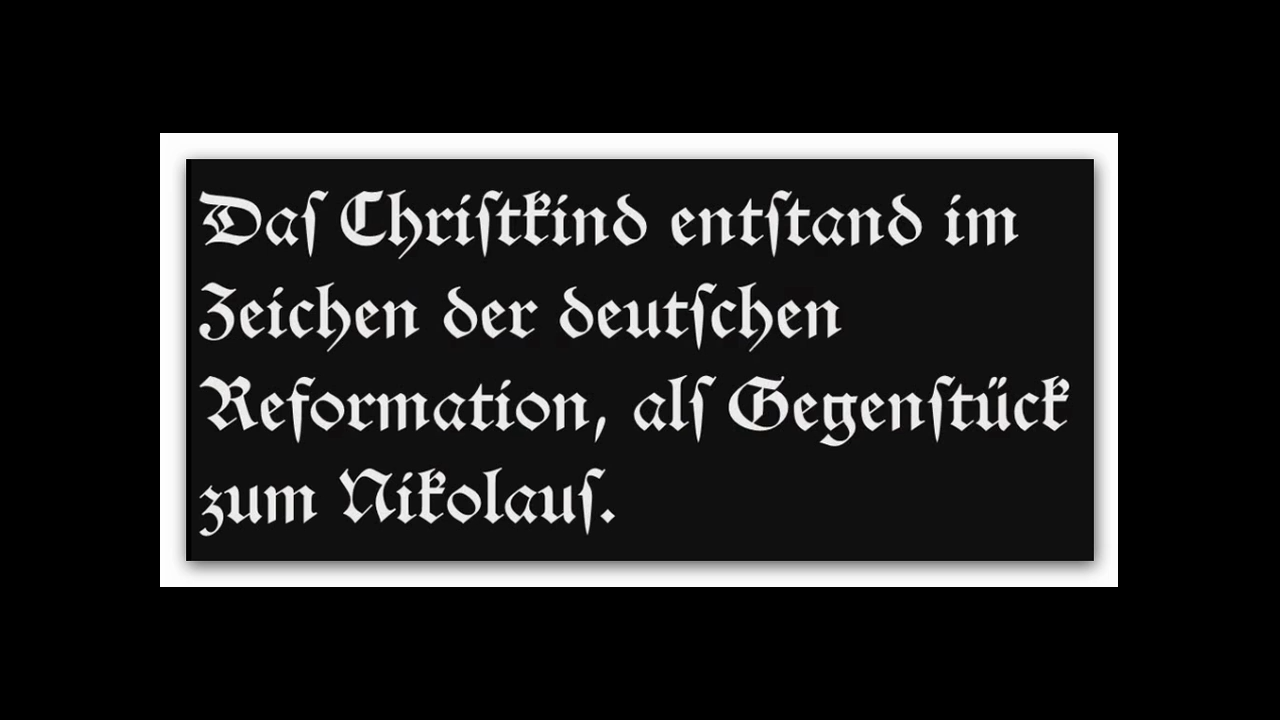 Daſ Chriſtkind entſtand im
Zeichen der deutſchen
Reformation, alſ Gegenſtück
zum Nikolauſ.